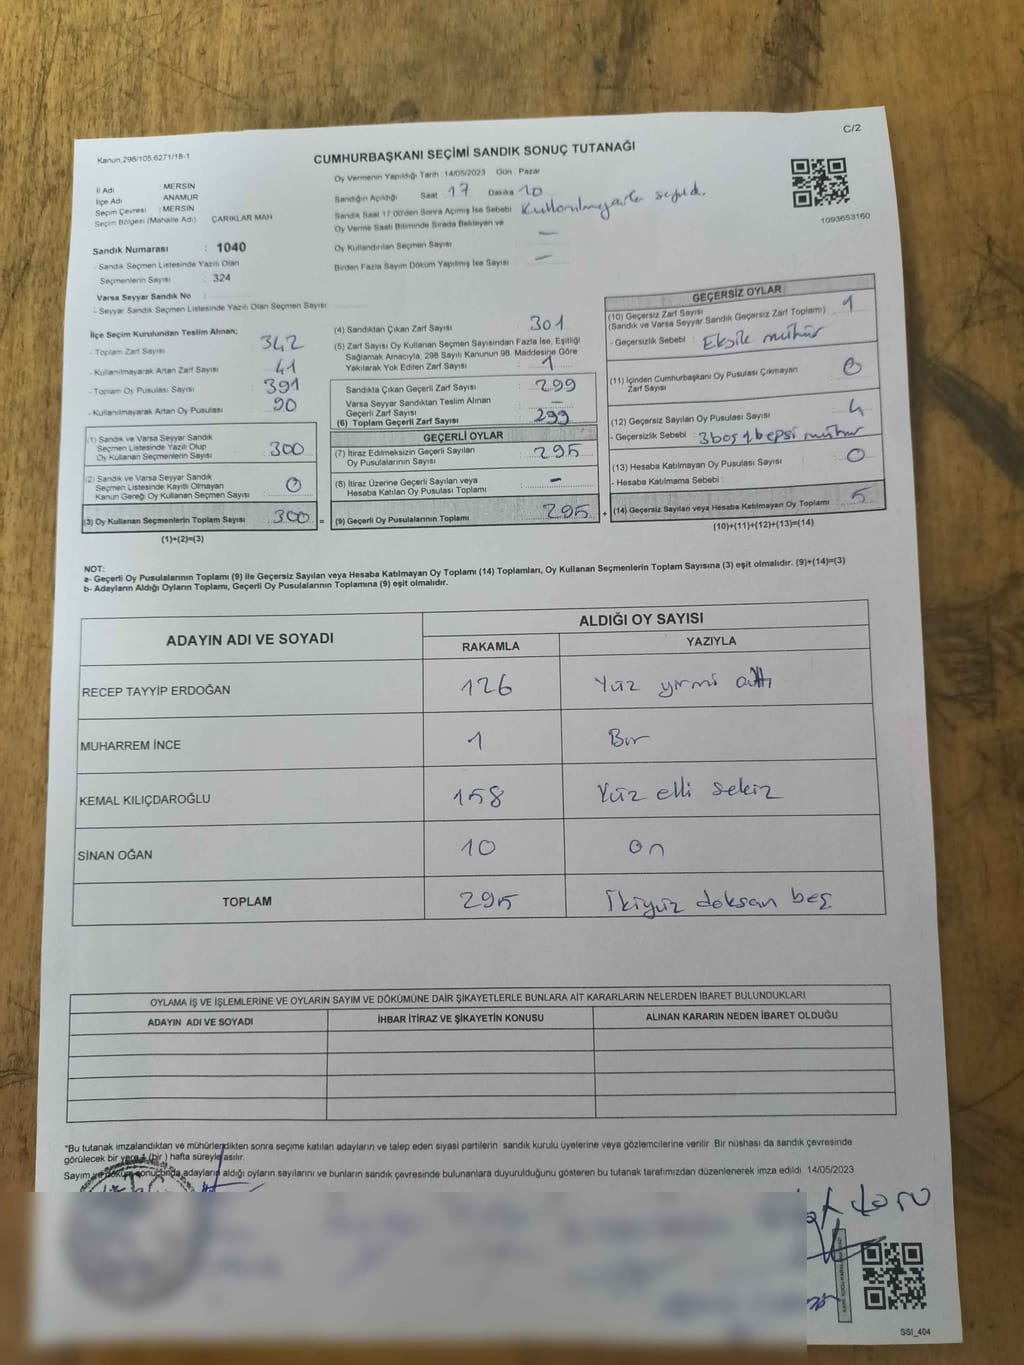 C/2
Kanun.298/105.6271/18-1
CUMHURBAŞKANI SEÇİMİ SANDIK SONUÇ TUTANAĞI
İl Adı : MERSİN
İlçe Adı ANAMUR
Seçim Çevresi : MERSİN
Seçim Bölgesi (Mahalle Adı) ÇARIKLAR MAH
Sandık Numarası : 1040
- Sandık Seçmen Listesinde Yazılı Olan
Seçmenlerin Sayısı : 324
Varsa Seyyar Sandık No :
- Seyyar Sandık Seçmen Listesinde Yazılı Olan Seçmen Sayısı
Oy Vermenin Yapıldığı Tarih :14/05/2023 Gün : Pazar
Sandığın Açıldığı Saat 17 Dakika 10
Sandık Saat 17:00'den Sonra Açılmış İse Sebebi Kullanılmayanlar sayıldı.
Oy Verme Saati Bitiminde Sırada Bekleyen ve
Oy Kullandırılan Seçmen Sayısı —
Birden Fazla Sayım Döküm Yapılmış İse Sayısı —
1093653160
İlçe Seçim Kurulundan Teslim Alınan;
- Toplam Zarf Sayısı : 342
- Kullanılmayarak Artan Zarf Sayısı : 41
- Toplam Oy Pusulası Sayısı : 391
- Kullanılmayarak Artan Oy Pusulası : 90
(1) Sandık ve Varsa Seyyar Sandık
Seçmen Listesinde Yazılı Olup
Oy Kullanan Seçmenlerin Sayısı : 300
(2) Sandık ve Varsa Seyyar Sandık
Seçmen Listesinde Kayıtlı Olmayan
Kanun Gereği Oy Kullanan Seçmen Sayısı 0
(3) Oy Kullanan Seçmenlerin Toplam Sayısı : 300 =
(1)+(2)=(3)
(4) Sandıktan Çıkan Zarf Sayısı : 301
(5) Zarf Sayısı Oy Kullanan Seçmen Sayısından Fazla İse, Eşitliği
Sağlamak Amacıyla, 298 Sayılı Kanunun 98. Maddesine Göre
Yakılarak Yok Edilen Zarf Sayısı : 1
Sandıkta Çıkan Geçerli Zarf Sayısı : 299
Varsa Seyyar Sandıktan Teslim Alınan
Geçerli Zarf Sayısı : —
(6) Toplam Geçerli Zarf Sayısı : 299
GEÇERLİ OYLAR
(7) İtiraz Edilmeksizin Geçerli Sayılan
Oy Pusulalarının Sayısı : 295
(8) İtiraz Üzerine Geçerli Sayılan veya
Hesaba Katılan Oy Pusulası Toplamı : —
(9) Geçerli Oy Pusulalarının Toplamı : 295 +
GEÇERSİZ OYLAR
(10) Geçersiz Zarf Sayısı
(Sandık ve Varsa Seyyar Sandık Geçersiz Zarf Toplamı) : 1
- Geçersizlik Sebebi : Eksik mühür
(11) İçinden Cumhurbaşkanı Oy Pusulası Çıkmayan
Zarf Sayısı 0
(12) Geçersiz Sayılan Oy Pusulası Sayısı : 4
- Geçersizlik Sebebi : 3 boş 1 hepsi mühür
(13) Hesaba Katılmayan Oy Pusulası Sayısı : 0
- Hesaba Katılmama Sebebi :
(14) Geçersiz Sayılan veya Hesaba Katılmayan Oy Toplamı : 5
(10)+(11)+(12)+(13)=(14)
NOT:
a- Geçerli Oy Pusulalarının Toplamı (9) ile Geçersiz Sayılan veya Hesaba Katılmayan Oy Toplamı (14) Toplamları, Oy Kullanan Seçmenlerin Toplam Sayısına (3) eşit olmalıdır. (9)+(14)=(3)
b- Adayların Aldığı Oyların Toplamı, Geçerli Oy Pusulalarının Toplamına (9) eşit olmalıdır.
ADAYIN ADI VE SOYADI ALDIĞI OY SAYISI
RAKAMLA YAZIYLA
RECEP TAYYİP ERDOĞAN 126 Yüz yirmi altı
MUHARREM İNCE 1 Bir
KEMAL KILIÇDAROĞLU 158 Yüz elli sekiz
SİNAN OĞAN 10 On
TOPLAM 295 İkiyüz doksan beş
OYLAMA İŞ VE İŞLEMLERİNE VE OYLARIN SAYIM VE DÖKÜMÜNE DAİR ŞİKAYETLERLE BUNLARA AİT KARARLARIN NELERDEN İBARET BULUNDUKLARI
ADAYIN ADI VE SOYADI İHBAR İTİRAZ VE ŞİKAYETİN KONUSU ALINAN KARARIN NEDEN İBARET OLDUĞU
*Bu tutanak imzalandıktan ve mühürlendikten sonra seçime katılan adayların ve talep eden siyasi partilerin sandık kurulu üyelerine veya gözlemcilerine verilir .Bir nüshası da sandık çevresinde
görülecek bir yere 1 (bir ) hafta süreyle asılır.
Sayım ve döküm sonucunda adayların aldığı oyların sayılarını ve bunların sandık çevresinde bulunanlara duyurulduğunu gösteren bu tutanak tarafımızdan düzenlenerek imza edildi. 14/05/2023
SSI_404